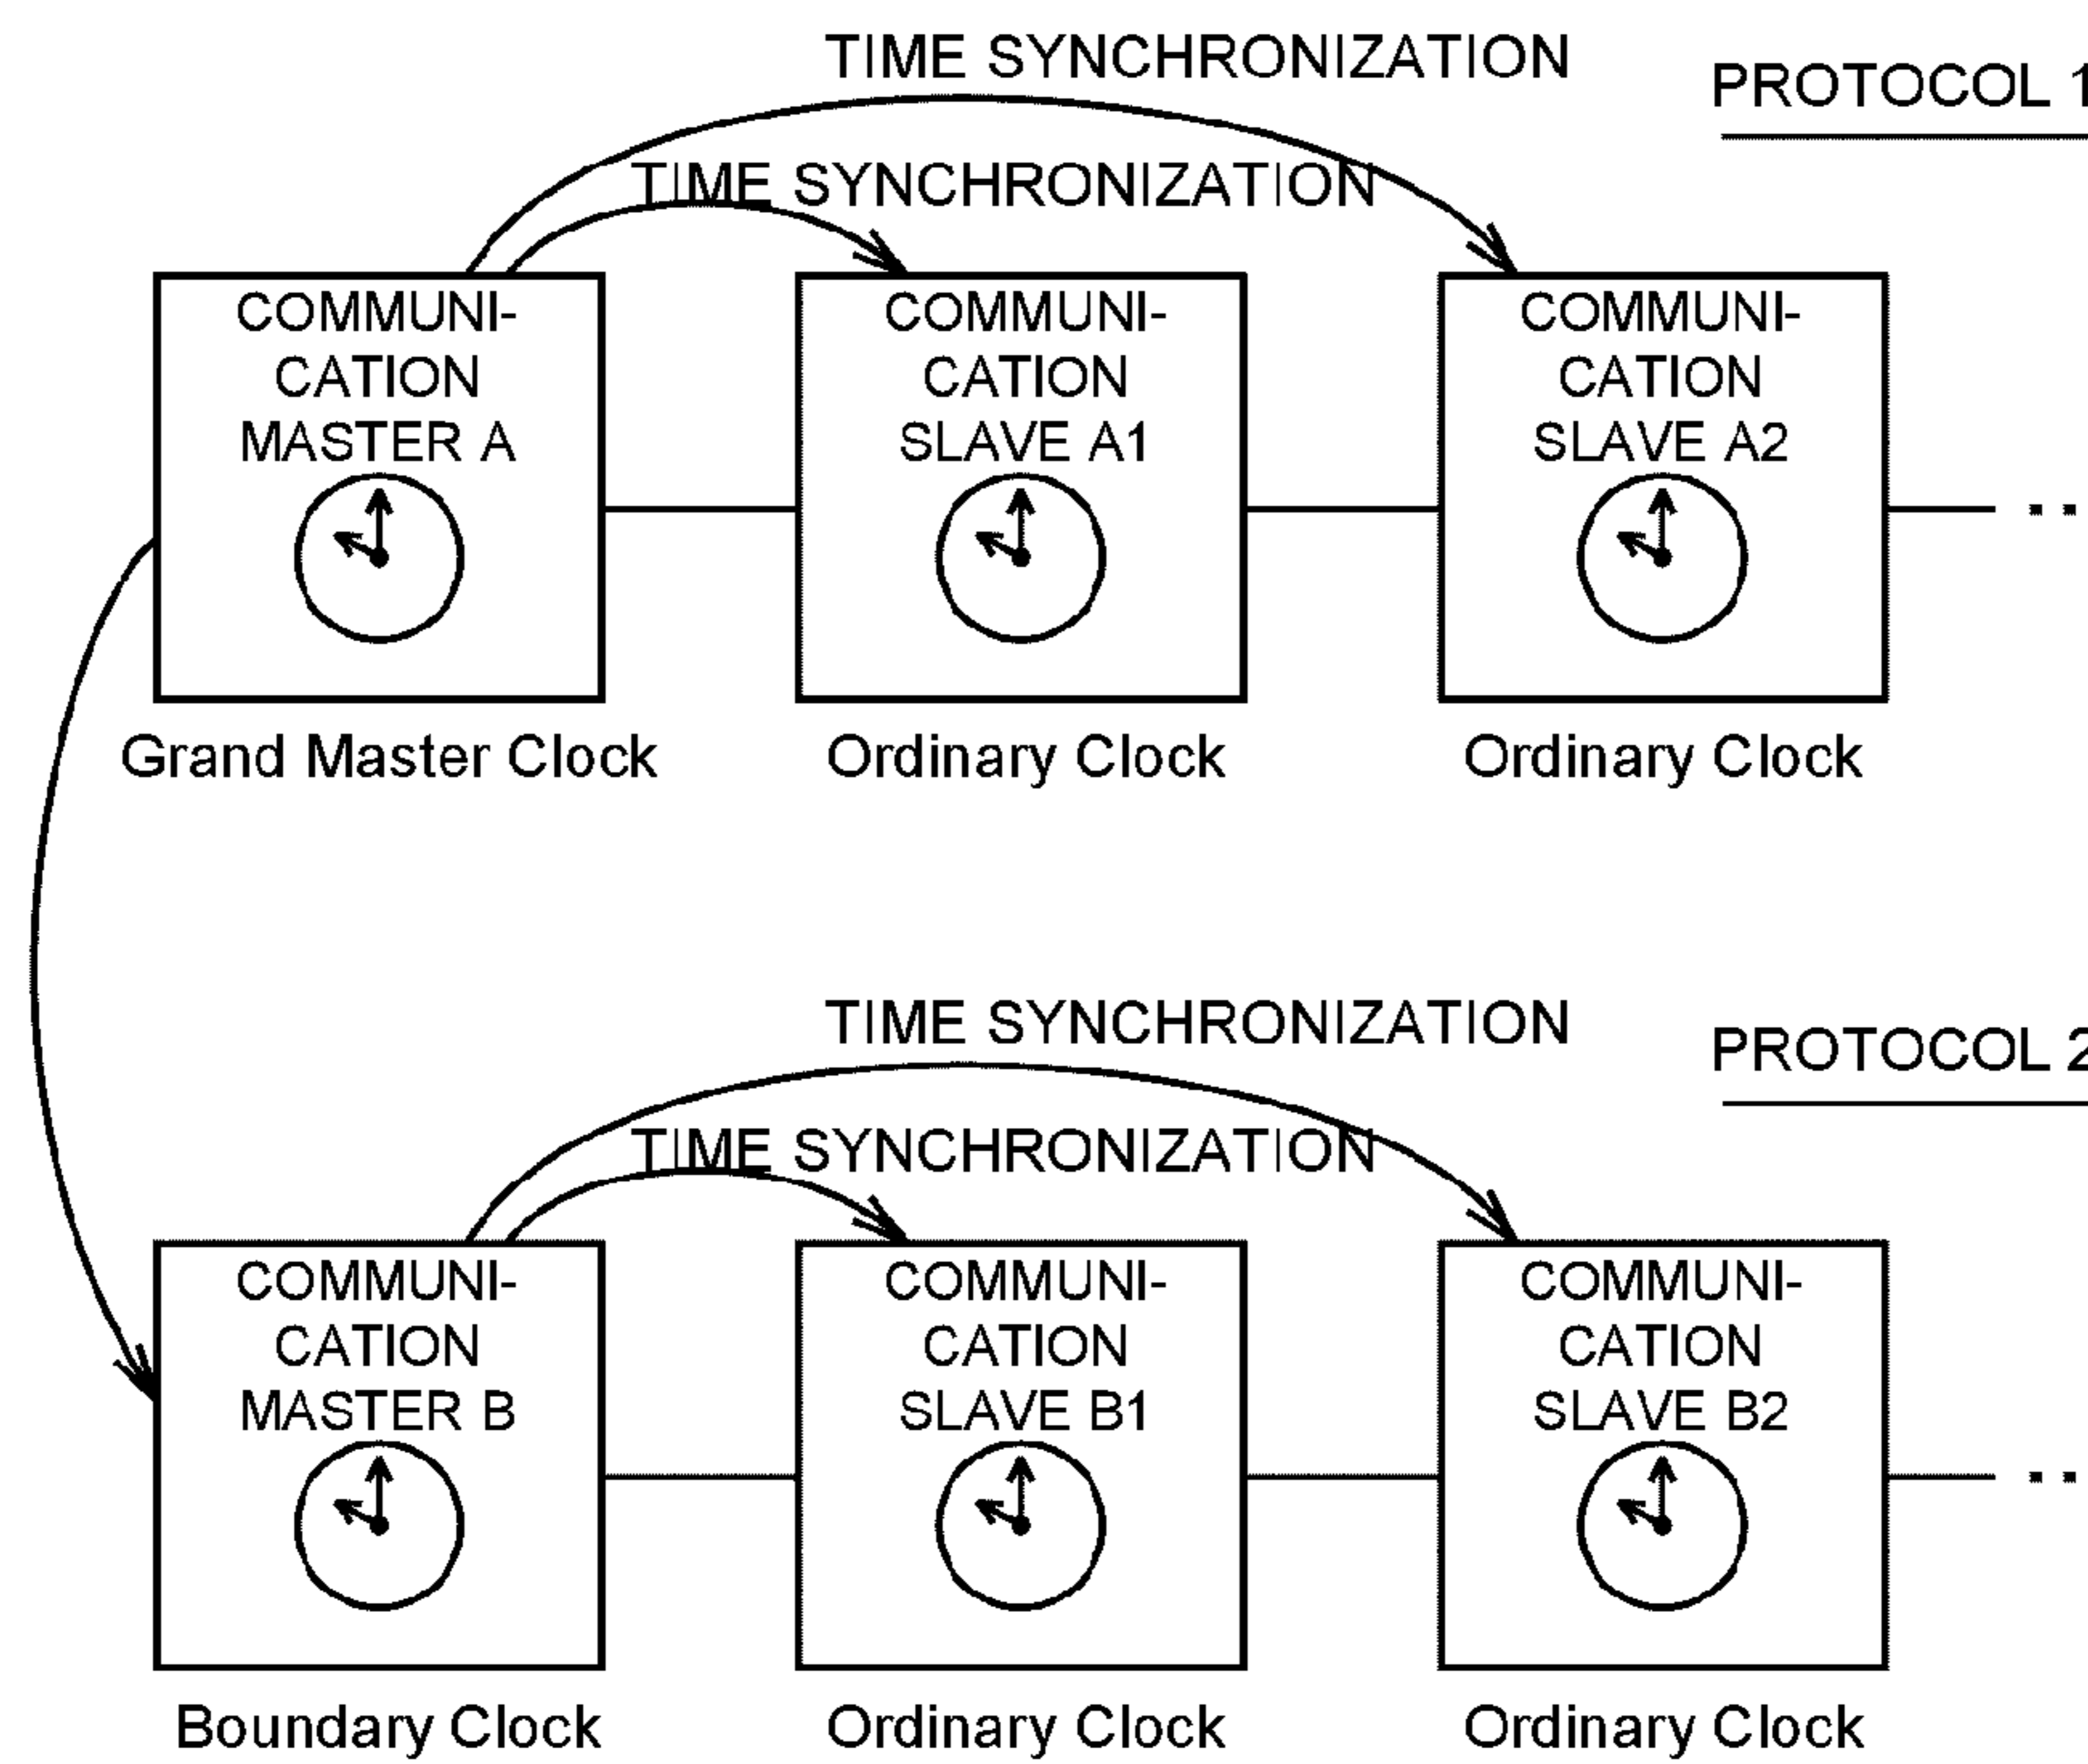 TIME SYNCHRONIZATION
PROTOCOL 1
TIME SYNCHRONIZATION
COMMUNI-
CATION
MASTER A
COMMUNI-
CATION
SLAVE A1
COMMUNI-
CATION
SLAVE A2
Grand Master Clock
Ordinary Clock
Ordinary Clock
TIME SYNCHRONIZATION
PROTOCOL 2
TIME SYNCHRONIZATION
COMMUNI-
CATION
MASTER B
COMMUNI-
CATION
SLAVE B1
COMMUNI-
CATION
SLAVE B2
Boundary Clock
Ordinary Clock
Ordinary Clock